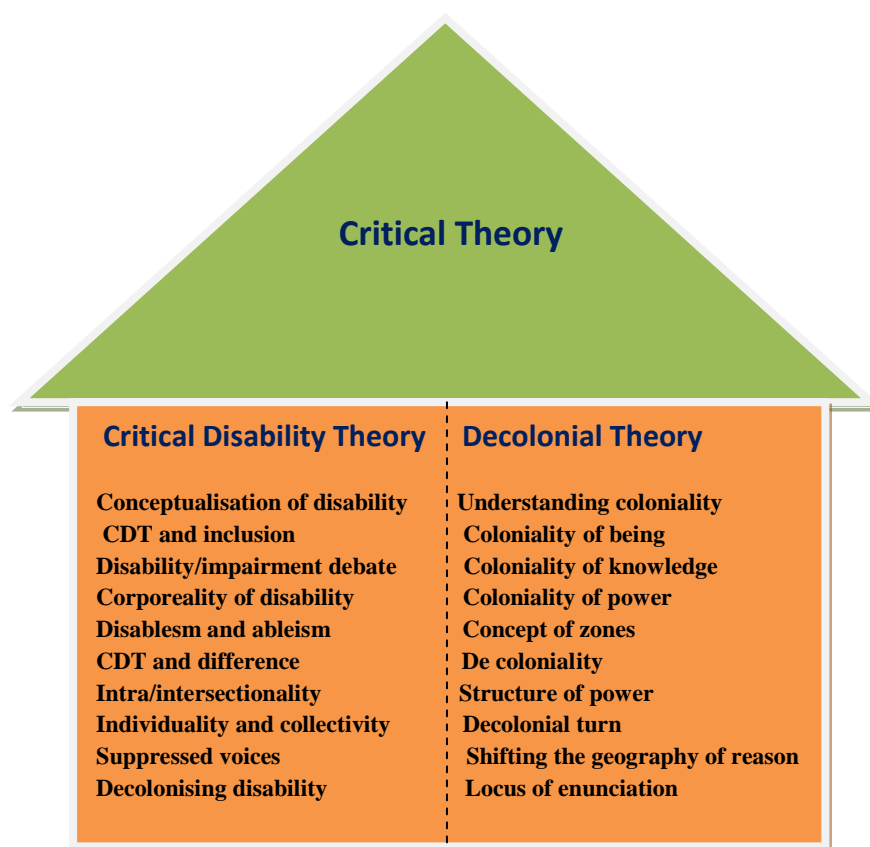 Critical Theory
Critical Disability Theory
Conceptualisation of disability
CDT and inclusion
Disability/impairment debate
Corporeality of disability
Disablesm and ableism
CDT and difference
Intra/intersectionality
Individuality and collectivity
Suppressed voices
Decolonising disability
Decolonial Theory
Understanding coloniality
Coloniality of being
Coloniality of knowledge
Coloniality of power
Concept of zones
De coloniality
Structure of power
Decolonial turn
Shifting the geography of reason
Locus of enunciation